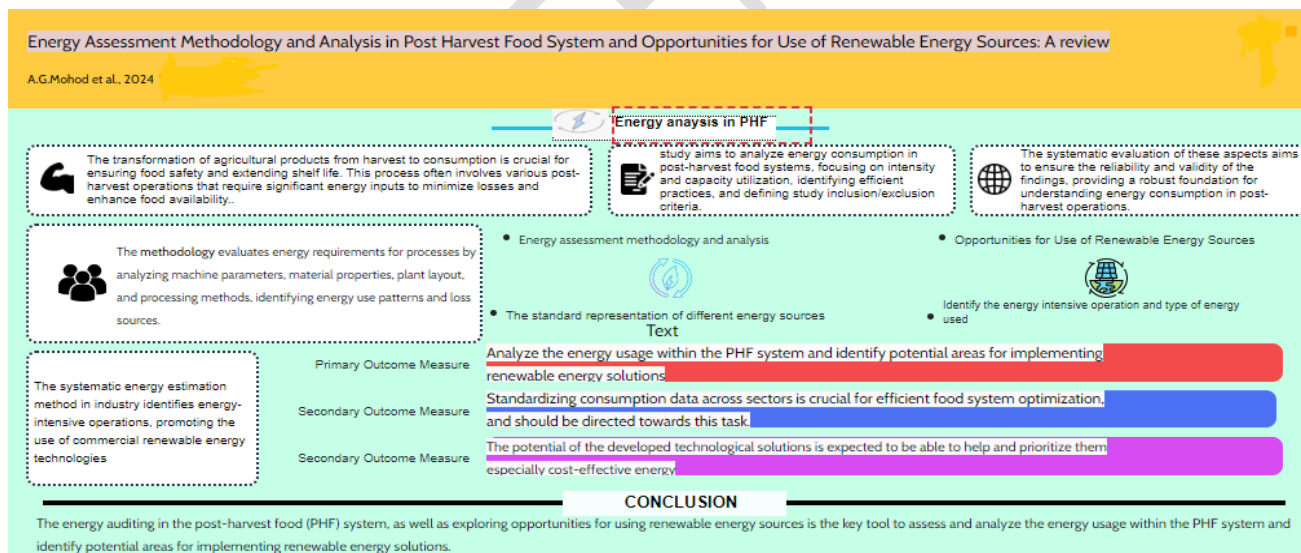 Energy Assessment Methodology and Analysis in Post Harvest Food System and Opportunities for Use of Renewable Energy Sources: A review
A.G.Mohod et al., 2024
Energy anaysis in PHF
The transformation of agricultural products from harvest to consumption is crucial for
ensuring food safety and extending shelf life. This process often involves various post-
harvest operations that require significant energy inputs to minimize losses and
enhance food availability..
study aims to analyze energy consumption in
post-harvest food systems, focusing on intensity
and capacity utilization, identifying efficient
practices, and defining study inclusion/exclusion
criteria.
The systematic evaluation of these aspects aims
to ensure the reliability and validity of the
findings, providing a robust foundation for
understanding energy consumption in post-
harvest operations.
The methodology evaluates energy requirements for processes by
analyzing machine parameters, material properties, plant layout,
and processing methods, identifying energy use patterns and loss
sources.
• Energy assessment methodology and analysis
• The standard representation of different energy sources
Text
• Opportunities for Use of Renewable Energy Sources
Identify the energy intensive operation and type of energy
• used
The systematic energy estimation
method in industry identifies energy-
intensive operations, promoting the
use of commercial renewable energy
technologies
Primary Outcome Measure
Analyze the energy usage within the PHF system and identify potential areas for implementing
renewable energy solutions
Secondary Outcome Measure
Standardizing consumption data across sectors is crucial for efficient food system optimization,
and should be directed towards this task.
Secondary Outcome Measure
The potential of the developed technological solutions is expected to be able to help and prioritize them
especially cost-effective energy
CONCLUSION
The energy auditing in the post-harvest food (PHF) system, as well as exploring opportunities for using renewable energy sources is the key tool to assess and analyze the energy usage within the PHF system and
identify potential areas for implementing renewable energy solutions.